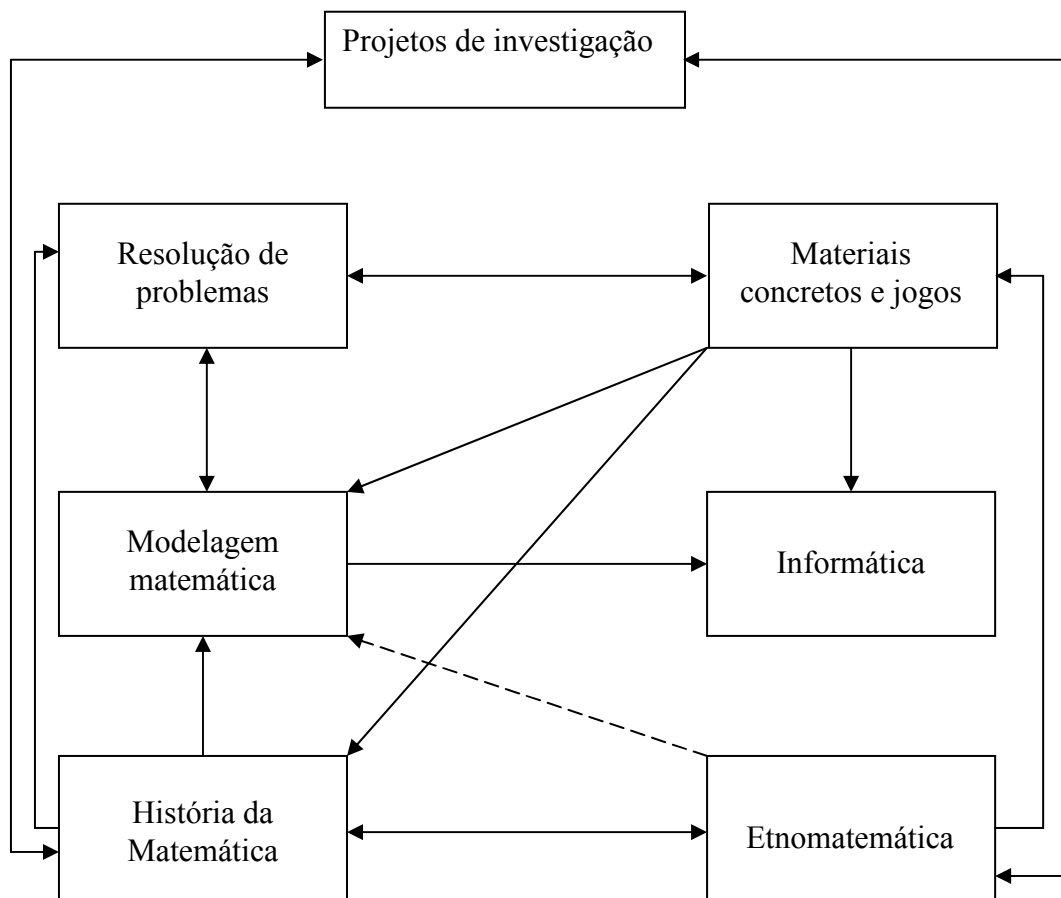 Projetos de investigação
Resolução de
problemas
Materiais
concretos e jogos
Modelagem
matemática
Informática
História da
Matemática
Etnomatemática